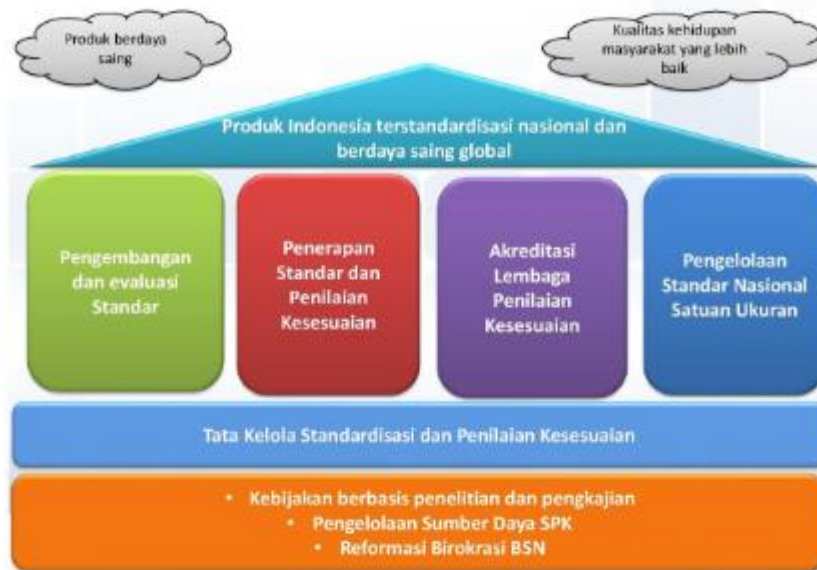 Produk berdaya
saing
Kualitas kehidupan
masyarakat yang lebih
baik
Produk Indonesia terstandardisasi nasional dan
berdaya saing global
Pengembangan
dan evaluasi
Standar
Penerapan
Standar dan
Penilaian
Kesesuaian
Akreditasi
Lembaga
Penilaian
Kesesuaian
Pengelolaan
Standar Nasional
Satuan Ukuran
Tata Kelola Standardisasi dan Penilaian Kesesuaian
• Kebijakan berbasis penelitian dan pengkajian
• Pengelolaan Sumber Daya SPK
• Reformasi Birokrasi BSN